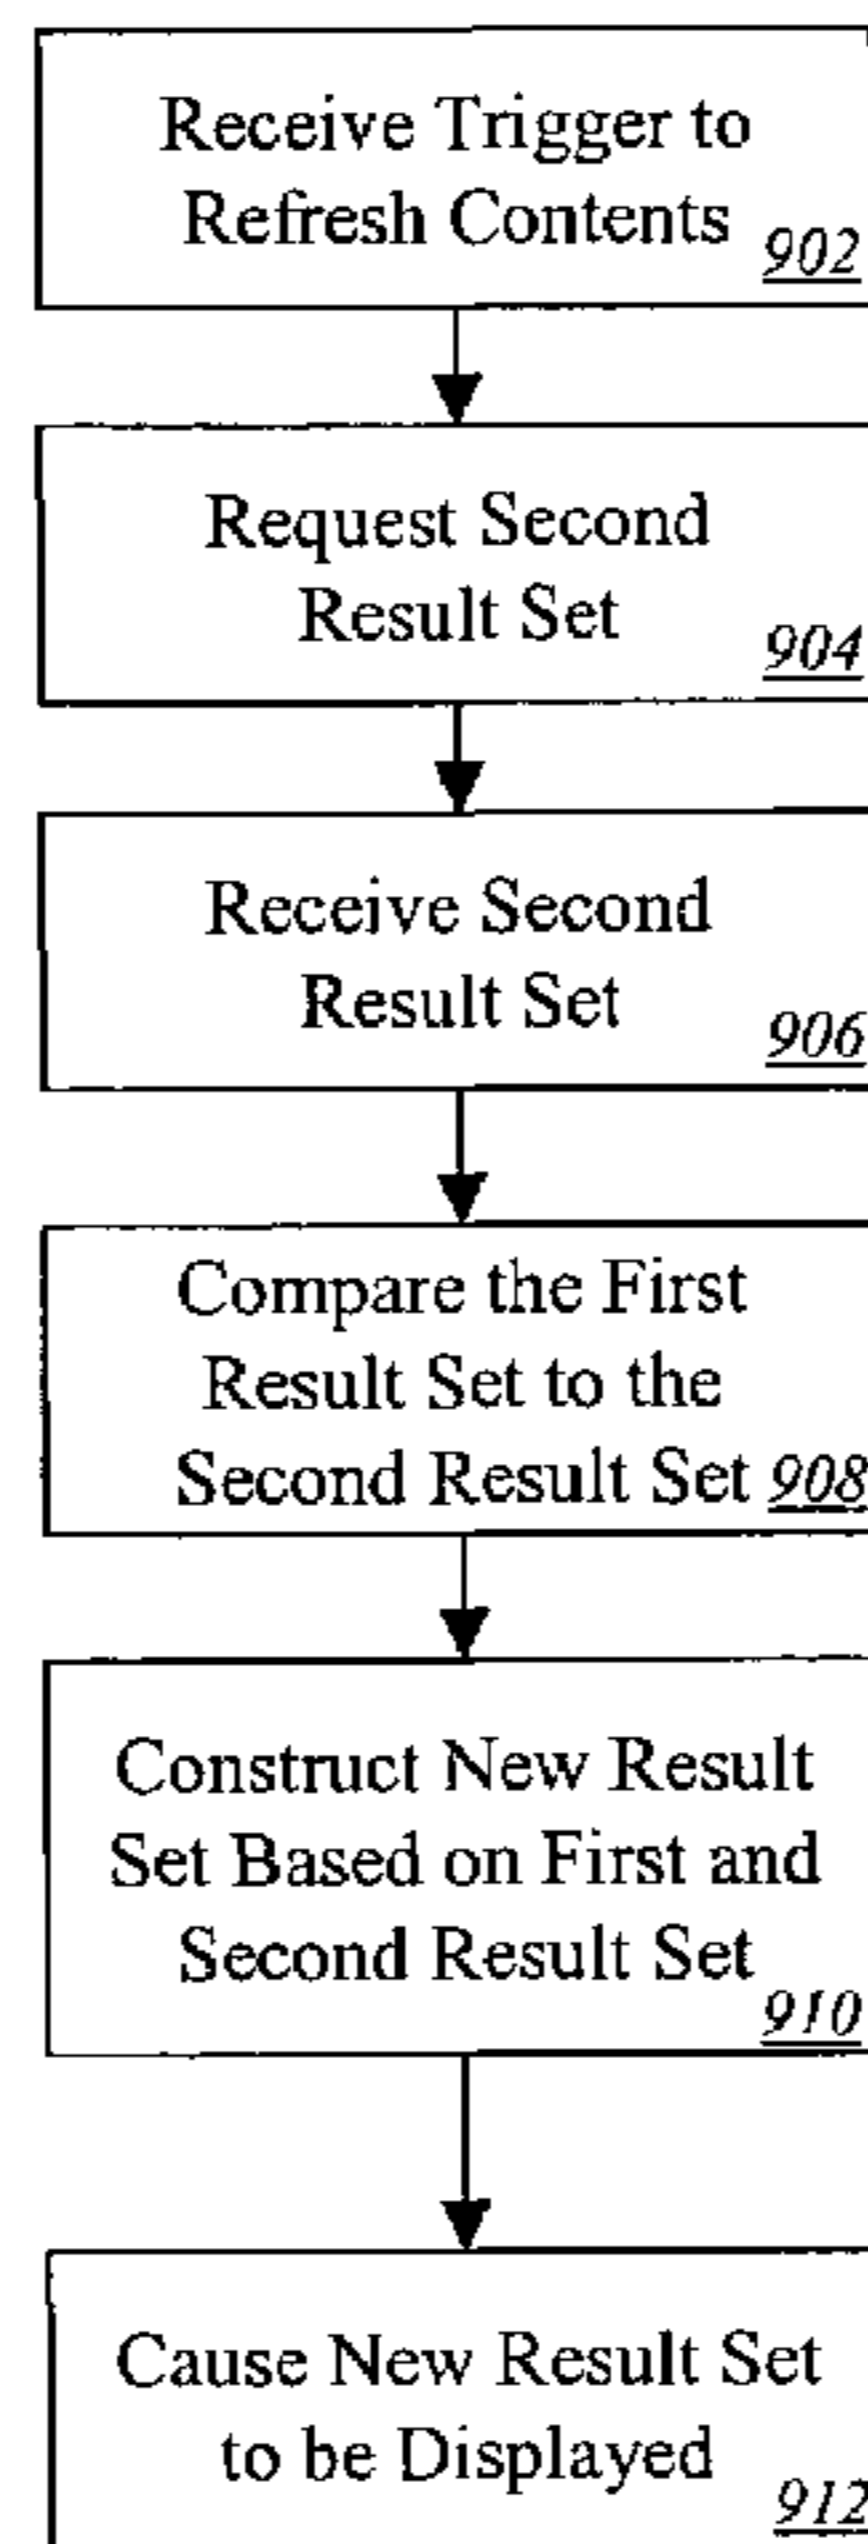 Receive Trigger to
Refresh Contents
902
Request Second
Result Set
904
Receive Second
Result Set
906
Compare the First
Result Set to the
Second Result Set 908
Construct New Result
Set Based on First and
Second Result Set
910
Cause New Result Set
to be Displayed
912